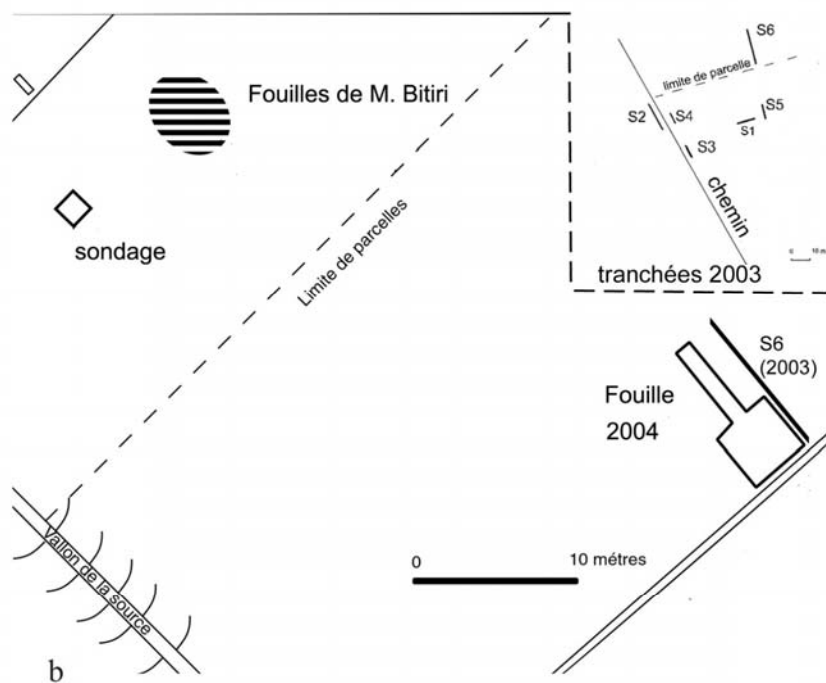 Fouilles de M. Bitiri
sondage
Limite de parcelles
S6
limite de parcelle
S2
S4
S5
S1
S3
chemin
10 m
tranchées 2003
S6
(2003)
Fouille
2004
0
10 métres
Vallon de la source
b